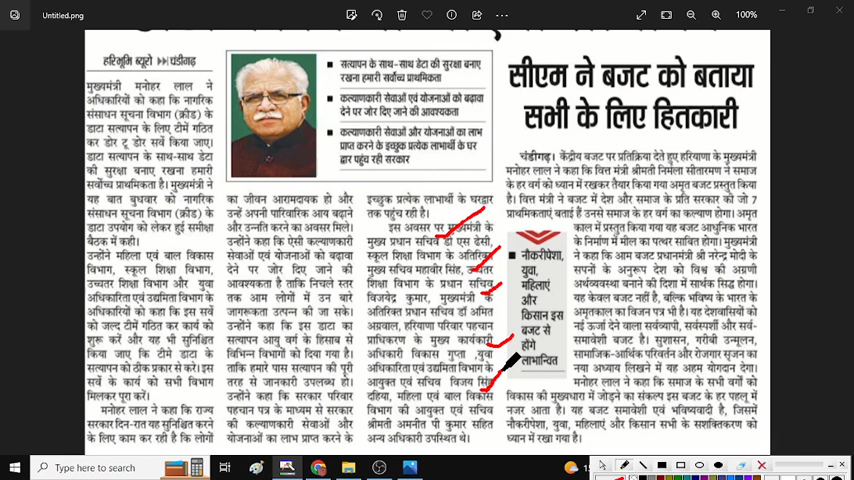 Untitled.png
100%
हरिभूमि ब्यूरो ▸▸ चंडीगढ़
मुख्यमंत्री मनोहर लाल ने
अधिकारियों को कहा कि नागरिक
संसाधन सूचना विभाग (क्रीड) के
डाटा सत्यापन के लिए टीमें गठित
कर डोर टू डोर सर्वे किया जाए।
डाटा सत्यापन के साथ-साथ डेटा
की सुरक्षा बनाए रखना हमारी
सर्वोच्च प्राथमिकता है। मुख्यमंत्री ने
यह बात बुधवार को नागरिक
संसाधन सूचना विभाग (क्रीड) के
डाटा उपयोग को लेकर हुई समीक्षा
बैठक में कही।
उन्होंने महिला एवं बाल विकास
विभाग, स्कूल शिक्षा विभाग,
उच्चतर शिक्षा विभाग और युवा
अधिकारिता एवं उद्यमिता विभाग के
अधिकारियों को कहा कि इस सर्वे
को जल्द टीमें गठित कर कार्य को
शुरू करें और यह भी सुनिश्चित
किया जाए कि टीमे डाटा के
सत्यापन को ठीक प्रकार से करे। इस
सर्वे के कार्य को सभी विभाग
मिलकर पूरा करें।
मनोहर लाल ने कहा कि राज्य
सरकार दिन-रात यह सुनिश्चित करने
के लिए काम कर रही है कि लोगों
■ सत्यापन के साथ-साथ डेटा की सुरक्षा बनाए
रखना हमारी सर्वोच्च प्राथमिकता
■ कल्याणकारी सेवाओं एवं योजनाओं को बढ़ावा
देने पर जोर दिए जाने की आवश्यकता
■ कल्याणकारी सेवाओं और योजनाओं का लाभ
प्राप्त करने के इच्छुक प्रत्येक लाभार्थी के घर
द्वार पहुंच रही सरकार
का जीवन आरामदायक हो और
उन्हें अपनी पारिवारिक आय बढ़ाने
और उन्नति करने का अवसर मिले।
उन्होंने कहा कि ऐसी कल्याणकारी
सेवाओं एवं योजनाओं को बढ़ावा
देने पर जोर दिए जाने की
आवश्यकता है ताकि निचले स्तर
तक आम लोगों में उन बारे
जागरूकता उत्पन्न की जा सके।
उन्होंने कहा कि इस डाटा का
सत्यापन आयु वर्ग के हिसाब से
विभिन्न विभागों को दिया गया है।
ताकि हमारे पास सत्यापन की पूरी
तरह से जानकारी उपलब्ध हो।
उन्होंने कहा कि सरकार परिवार
पहचान पत्र के माध्यम से सरकार
की कल्याणकारी सेवाओं और
योजनाओं का लाभ प्राप्त करने के
इच्छुक प्रत्येक लाभार्थी के घरद्वार
तक पहुंच रही है।
इस अवसर पर मुख्यमंत्री के
मुख्य प्रधान सचिव डी एस ढेसी,
स्कूल शिक्षा विभाग के अतिरिक्त
मुख्य सचिव महावीर सिंह, उच्चतर
शिक्षा विभाग के प्रधान सचिव
विजयेंद्र कुमार, मुख्यमंत्री के
अतिरिक्त प्रधान सचिव डॉ अमित
अग्रवाल, हरियाणा परिवार पहचान
प्राधिकरण के मुख्य कार्यकारी
अधिकारी विकास गुप्ता ,युवा
अधिकारिता एवं उद्यमिता विभाग के
आयुक्त एवं सचिव विजय सिंह
दहिया, महिला एवं बाल विकास
विभाग की आयुक्त एवं सचिव
श्रीमती अमनीत पी कुमार सहित
अन्य अधिकारी उपस्थित थे।
सीएम ने बजट को बताया
सभी के लिए हितकारी
चंडीगढ़। केंद्रीय बजट पर प्रतिक्रिया देते हुए हरियाणा के मुख्यमंत्री
मनोहर लाल ने कहा कि वित्त मंत्री श्रीमती निर्मला सीतारमण ने समाज
के हर वर्ग को ध्यान में रखकर तैयार किया गया अमृत बजट प्रस्तुत किया
है। वित्त मंत्री ने बजट में देश और समाज के प्रति सरकार की जो 7
प्राथमिकताएं बताई हैं उनसे समाज के हर वर्ग का कल्याण होगा। अमृत
काल में प्रस्तुत किया गया यह बजट आधुनिक भारत
के निर्माण में मील का पत्थर साबित होगा। मुख्यमंत्री
ने कहा कि आज बजट प्रधानमंत्री श्री नरेन्द्र मोदी के
सपनों के अनुरूप देश को विश्व की अग्रणी
अर्थव्यवस्था बनाने की दिशा में सार्थक सिद्ध होगा।
यह केवल बजट नहीं है, बल्कि भविष्य के भारत के
अमृतकाल का विजन पत्र भी है। यह देशवासियों को
नई ऊर्जा देने वाला सर्वव्यापी, सर्वस्पर्शी और सर्व-
समावेशी बजट है। सुशासन, गरीबी उन्मूलन,
सामाजिक-आर्थिक परिवर्तन और रोजगार सृजन का
नया अध्याय लिखने में यह अहम योगदान देगा।
मनोहर लाल ने कहा कि समाज के सभी वर्गों को
विकास की मुख्यधारा में जोड़ने का संकल्प इस बजट के हर पहलू में
नजर आता है। यह बजट समावेशी एवं भविष्यवादी है, जिसमें
नौकरीपेशा, युवा, महिलाएं और किसान सभी के सशक्तिकरण को
ध्यान में रखा गया है।
■ नौकरीपेशा,
युवा,
महिलाएं
और
किसान इस
बजट से
होंगे
लाभान्वित
Type here to search
15°